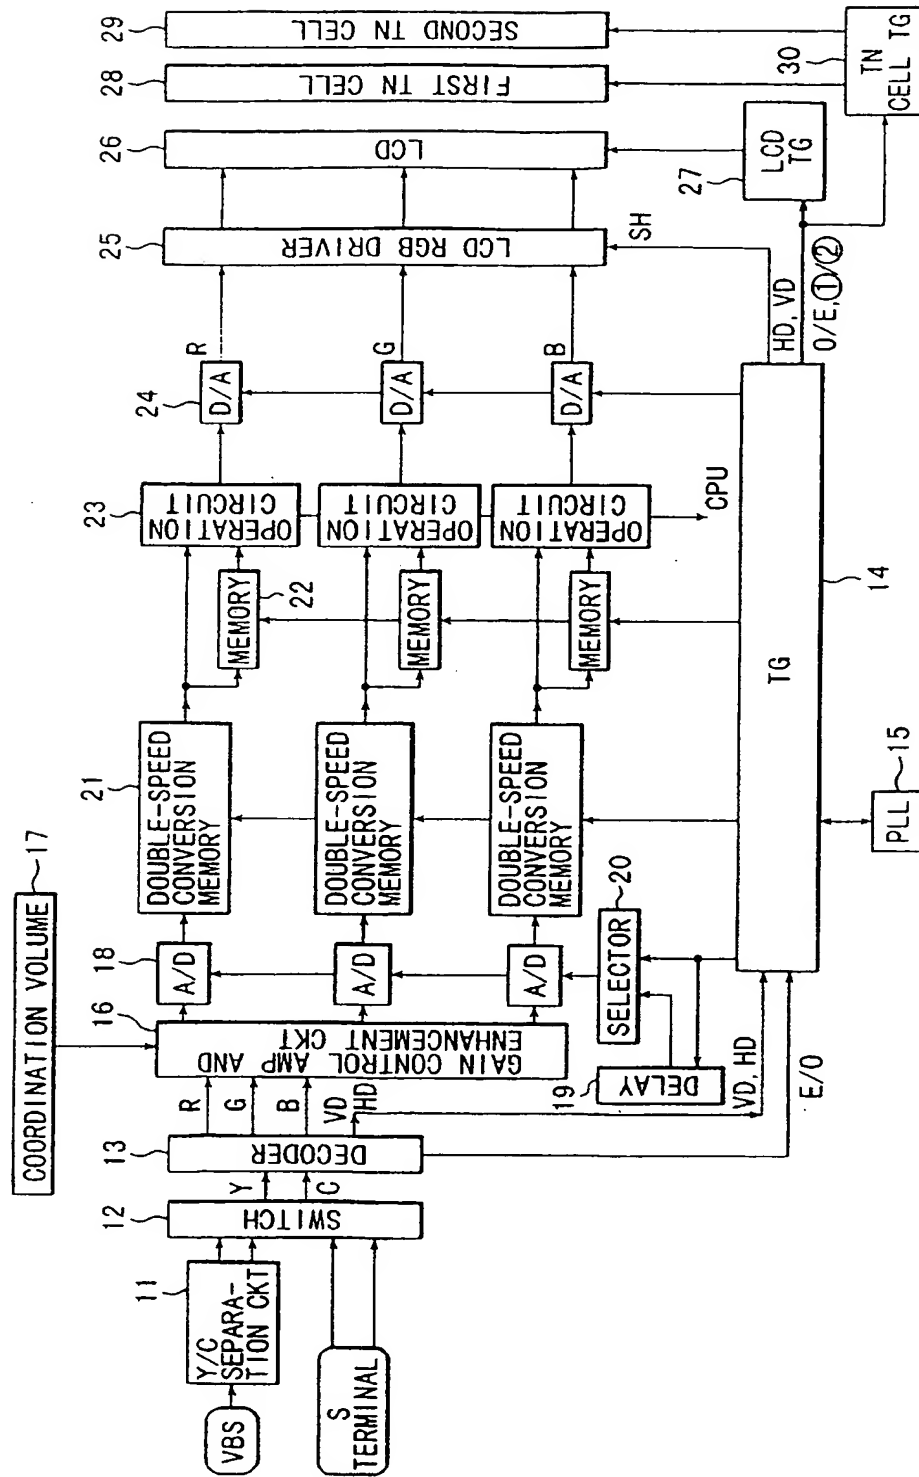 COORDINATION VOLUME
17
VBS
Y/C
SEPARA-
TION CKT
11
S
TERMINAL
SWITCH
12
Y
C
DECODER
13
R
G
B
VD
HD
GAIN CONTROL AMP AND
ENHANCEMENT CKT
16
A/D
18
A/D
A/D
DELAY
19
SELECTOR
20
VD, HD
E/O
DOUBLE-SPEED
CONVERSION
MEMORY
21
DOUBLE-SPEED
CONVERSION
MEMORY
DOUBLE-SPEED
CONVERSION
MEMORY
PLL
15
TG
14
MEMORY
22
MEMORY
MEMORY
OPERATION
CIRCUIT
23
OPERATION
CIRCUIT
OPERATION
CIRCUIT
CPU
D/A
24
D/A
D/A
R
G
B
LCD RGB DRIVER
25
SH
HD, VD
O/E,①/②
LCD
26
LCD
TG
27
FIRST TN CELL
28
SECOND TN CELL
29
TN
CELL TG
30